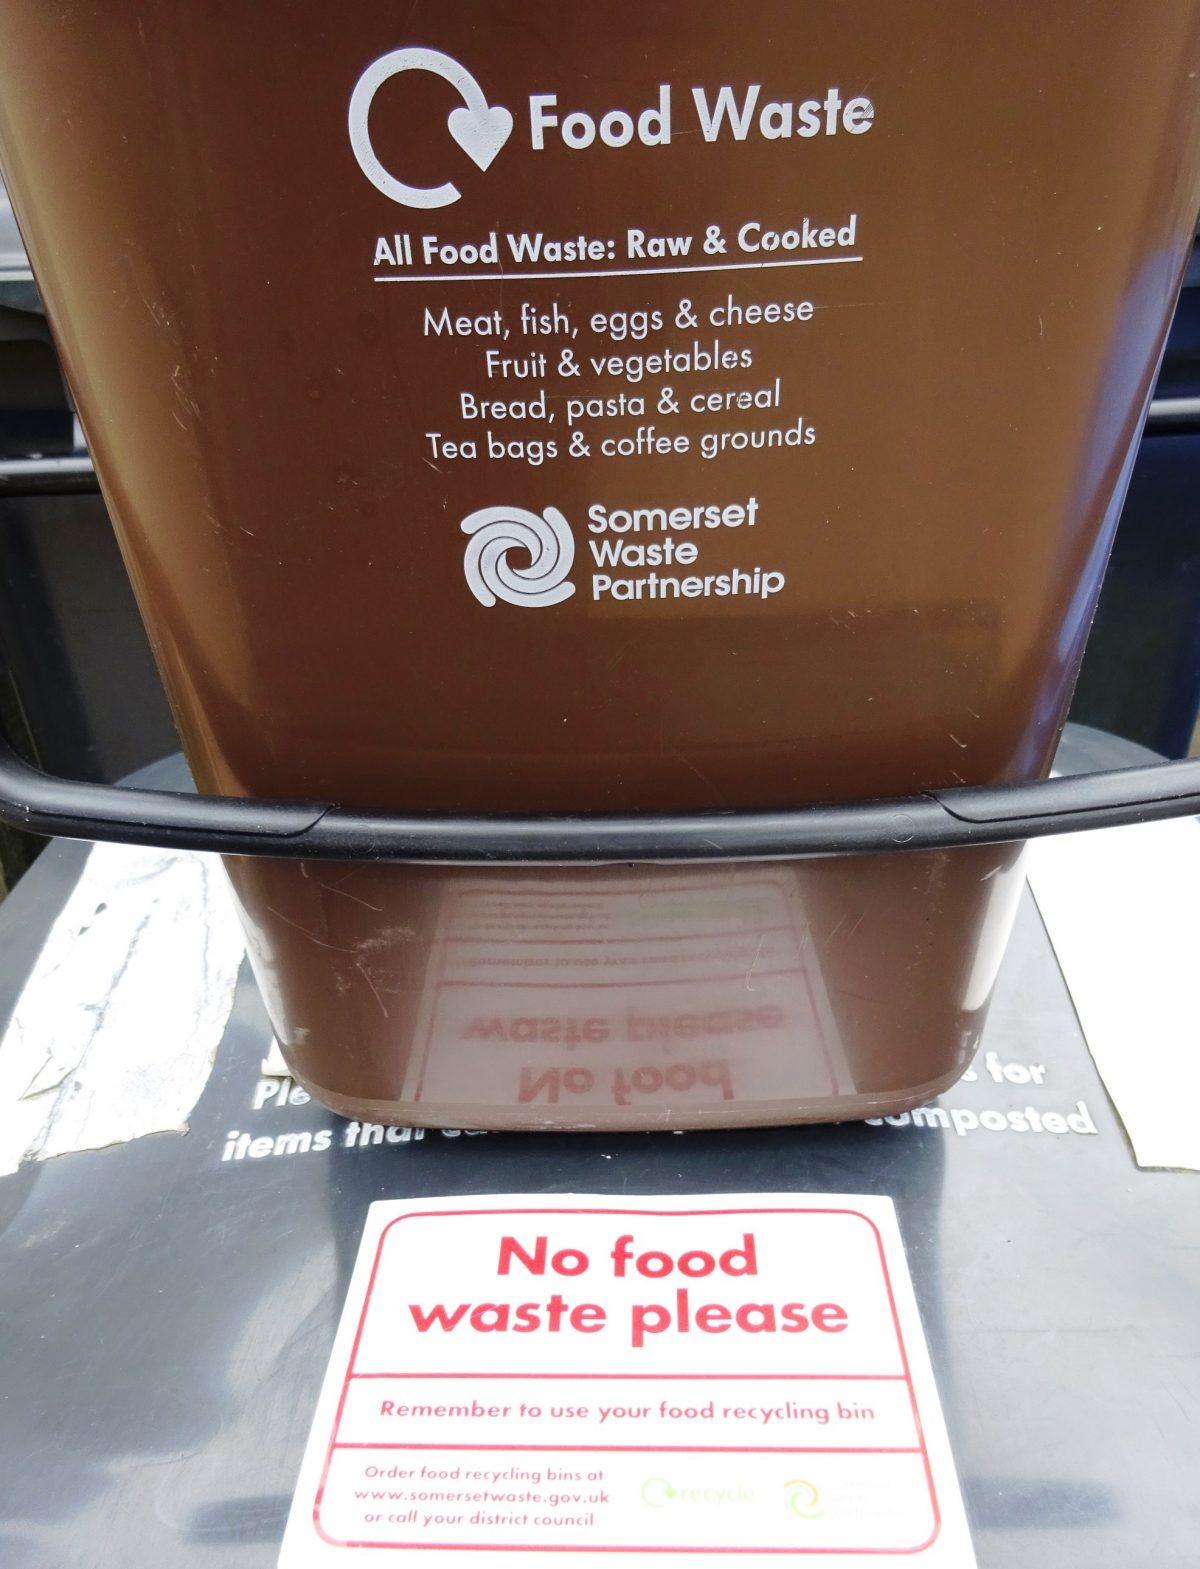 Food Waste
All Food Waste: Raw & Cooked
Meat, fish, eggs & cheese
Fruit & vegetables
Bread, pasta & cereal
Tea bags & coffee grounds
Somerset
Waste
Partnership
for
items that
composted
No food
waste please
Remember to use your food recycling bin
Order food recycling bins at
www.somersetwaste.gov.uk
or call your district council
recycle